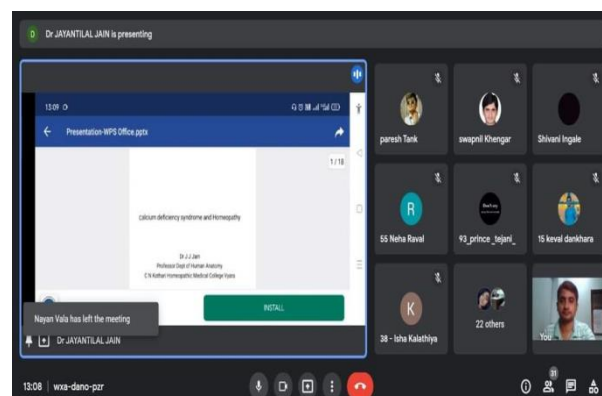 D Dr JAYANTILAL JAIN is presenting
13:09
Presentation-WPS Office.pptx
1 / 18
calcium deficiency syndrome and Homeopathy
Dr J J Jain
Professor Dept of Human Anatomy
C N Kothari Homeopathic Medical College Vyara
INSTALL
Nayan Vala has left the meeting
Dr JAYANTILAL JAIN
paresh Tank
swapnil Khengar
Shivani Ingale
R
55 Neha Raval
93_prince_tejani_
15 keval dankhara
K
38 - Isha Kalathiya
22 others
You
13:08 | wxa-dano-pzr
31